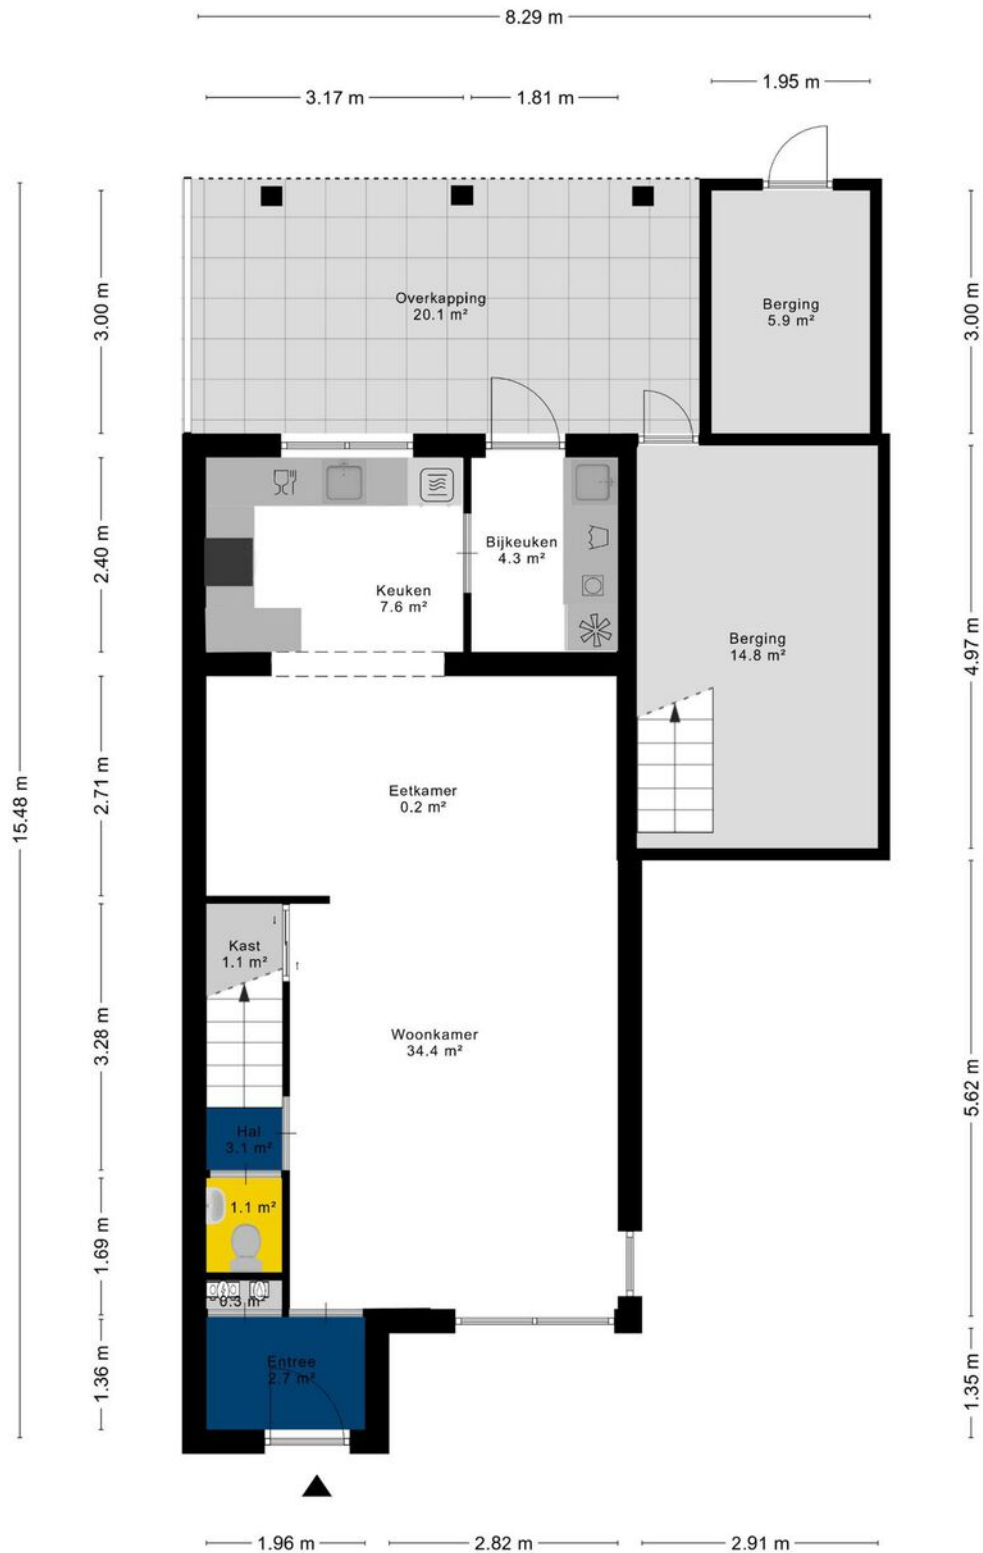 8.29 m
1.95 m
3.17 m
1.81 m
3.00 m
3.00 m
Overkapping
20.1 m²
Berging
5.9 m²
2.40 m
Bijkeuken
4.3 m²
Keuken
7.6 m²
Berging
14.8 m²
4.97 m
2.71 m
Eetkamer
0.2 m²
15.48 m
Kast
1.1 m²
3.28 m
Woonkamer
34.4 m²
5.62 m
Hal
3.1 m²
1.1 m²
1.69 m
0.3 m²
Entree
2.7 m²
1.36 m
1.35 m
1.96 m
2.82 m
2.91 m